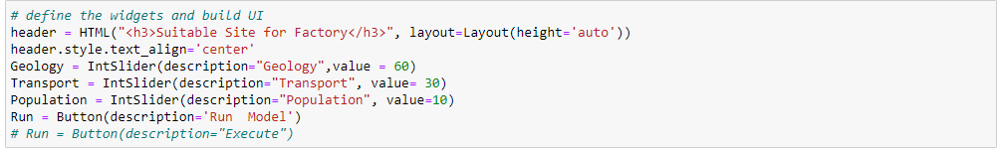 # define the widgets and build UI
header = HTML("<h3>Suitable Site for Factory</h3>", layout=Layout(height='auto'))
header.style.text_align='center'
Geology = IntSlider(description="Geology",value = 60)
Transport = IntSlider(description="Transport", value= 30)
Population = IntSlider(description="Population", value=10)
Run = Button(description='Run  Model')
# Run = Button(description="Execute")